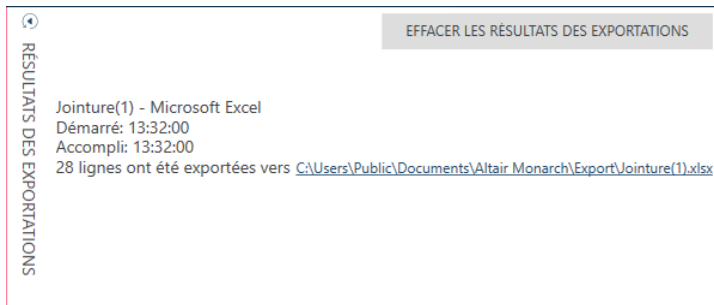 EFFACER LES RÉSULTATS DES EXPORTATIONS
RÉSULTATS DES EXPORTATIONS
Jointure(1) - Microsoft Excel
Démarré: 13:32:00
Accompli: 13:32:00
28 lignes ont été exportées vers C:\Users\Public\Documents\Altair Monarch\Export\Jointure(1).xlsx